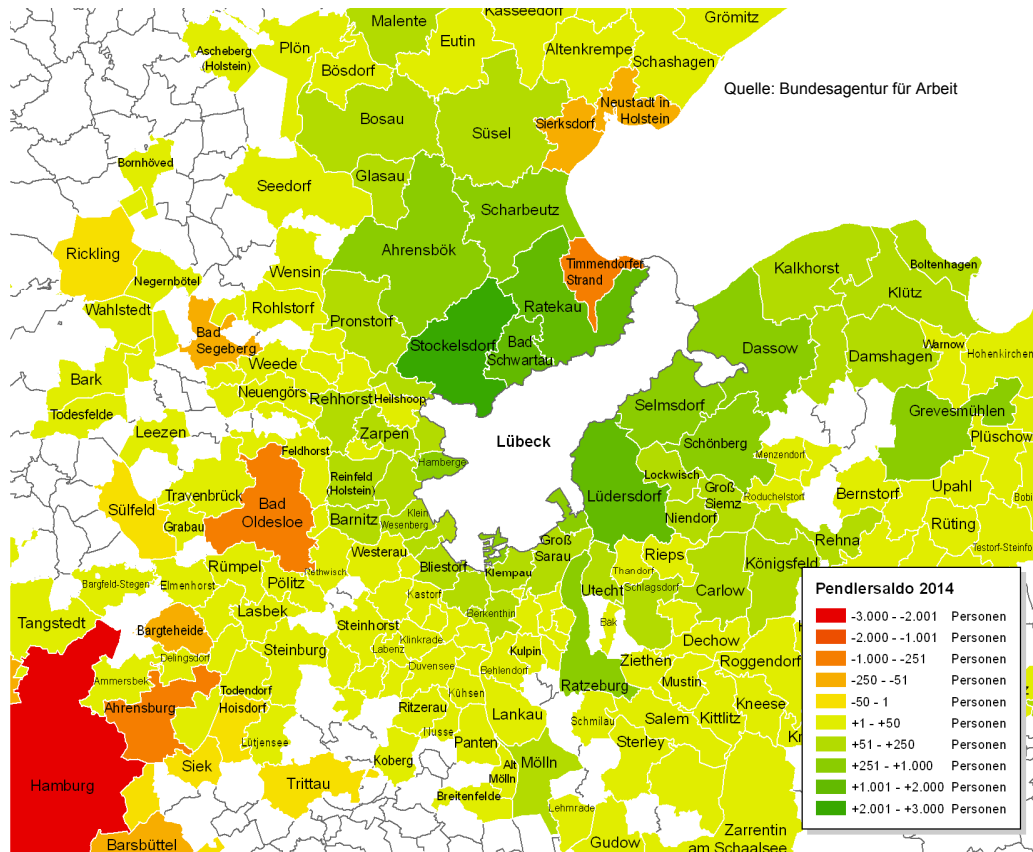 Malente
Kasseedorf
Grömitz
Ascheberg
(Holstein)
Plön
Eutin
Altenkrempe
Schashagen
Bösdorf
Quelle: Bundesagentur für Arbeit
Neustadt in
Holstein
Bosau
Süsel
Sierksdorf
Bornhöved
Seedorf
Glasau
Scharbeutz
Rickling
Ahrensbök
Timmendorfer
Strand
Negernbötel
Wensin
Kalkhorst
Boltenhagen
Wahlstedt
Rohlstorf
Pronstorf
Ratekau
Klütz
Bad
Segeberg
Stockelsdorf
Bad
Schwartau
Dassow
Damshagen
Warnow
Hohenkirchen
Weede
Bark
Neuengörs
Rehhorst
Heilshoop
Selmsdorf
Grevesmühlen
Todesfelde
Leezen
Zarpen
Lübeck
Schönberg
Plüschow
Feldhorst
Hamberge
Menzendorf
Reinfeld
(Holstein)
Lockwisch
Upahl
Sülfeld
Travenbrück
Bad
Oldesloe
Lüdersdorf
Groß
Siemz
Roduchelstorf
Bernstorf
Bobi
Grabau
Barnitz
Klein
Wesenberg
Niendorf
Rüting
Westerau
Groß
Sarau
Rieps
Rehna
Testorf-Steinfo
Rümpel
Rethwisch
Bliestorf
Klempau
Thandorf
Königsfeld
Bargfeld-Stegen
Elmenhorst
Pölitz
Kastorf
Utecht
Schlagsdorf
Carlow
Tangstedt
Lasbek
Steinhorst
Berkenthin
Bäk
Bargteheide
Klinkrade
Dechow
Delingsdorf
Steinburg
Labenz
Kulpin
Ziethen
Roggendorf
Ammersbek
Duvensee
Behlendorf
Mustin
Ahrensburg
Todendorf
Kühsen
Ratzeburg
Kneese
Hoisdorf
Ritzerau
Lankau
Schmilau
Salem
Kittlitz
Lütjensee
Nusse
Panten
Sterley
Siek
Koberg
Alt
Mölln
Mölln
Hamburg
Trittau
Breitenfelde
Lehmrade
Barsbüttel
Gudow
Zarrentin
am Schaalsee
Pendlersaldo 2014
-3.000 - -2.001 Personen
-2.000 - -1.001 Personen
-1.000 - -251 Personen
-250 - -51 Personen
-50 - 1 Personen
+1 - +50 Personen
+51 - +250 Personen
+251 - +1.000 Personen
+1.001 - +2.000 Personen
+2.001 - +3.000 Personen